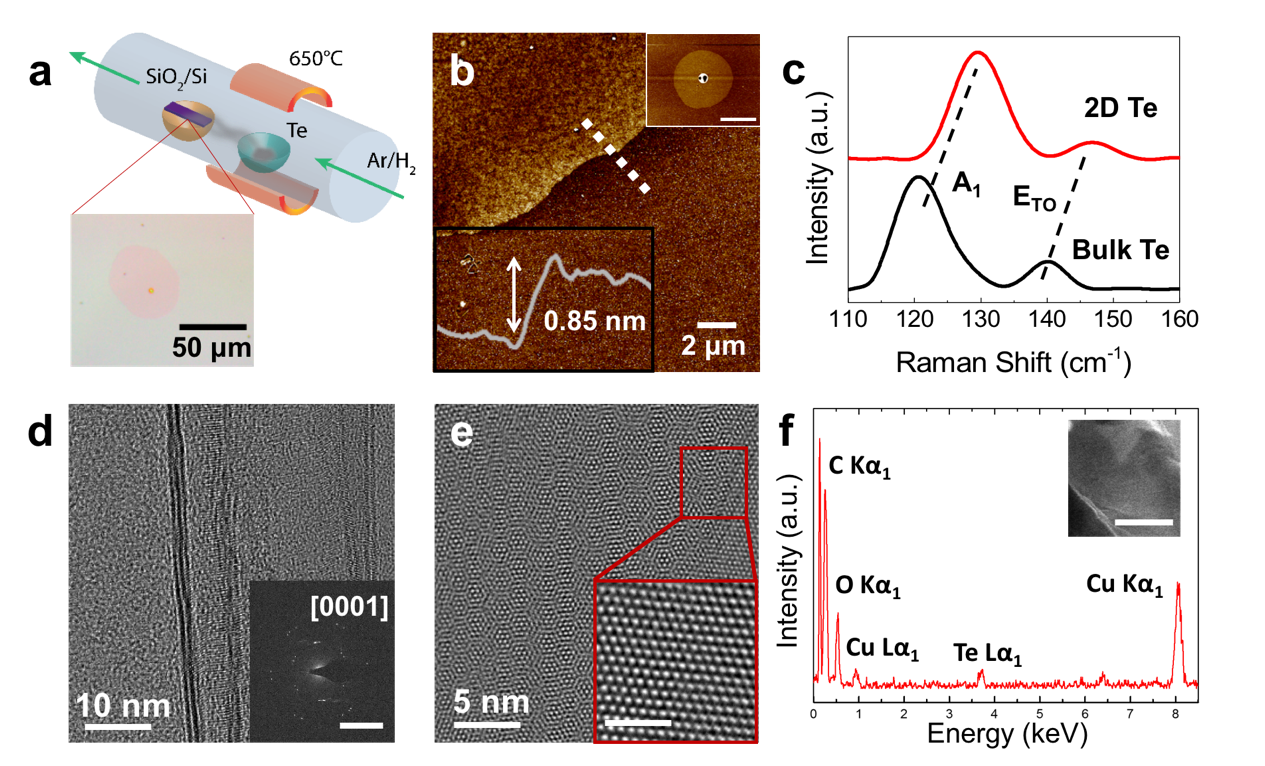 a
SiO2/Si
650°C
Te
Ar/H2
50 µm
b
0.85 nm
2 µm
c
Intensity (a.u.)
2D Te
A1
ETO
Bulk Te
110 120 130 140 150 160
Raman Shift (cm-1)
d
[0001]
10 nm
e
5 nm
f
Intensity (a.u.)
C Kα1
O Kα1
Cu Lα1
Te Lα1
Cu Kα1
0 1 2 3 4 5 6 7 8
Energy (keV)